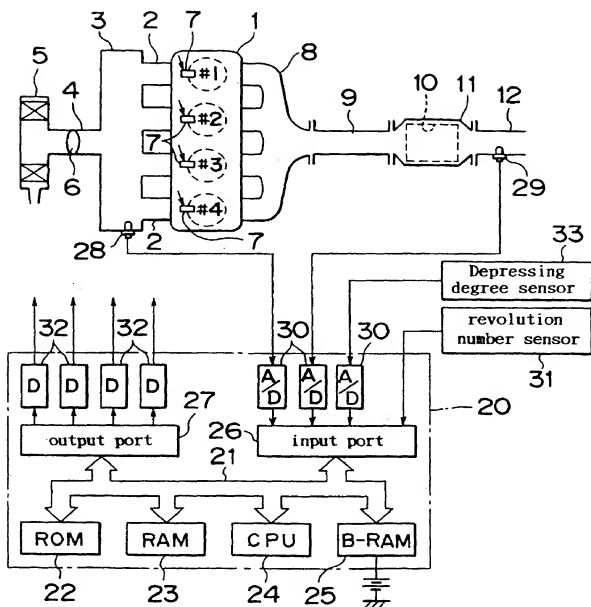 3 2 1 7 8
5 4 #1 9 10 11 12
#2
7
#3
6 29
#4
28 2 7
33
Depressing
degree sensor
revolution
number sensor
32 32 30 30 31
D D D D A/D A/D A/D
27 26 20
output port input port
21
ROM RAM CPU B-RAM
22 23 24 25